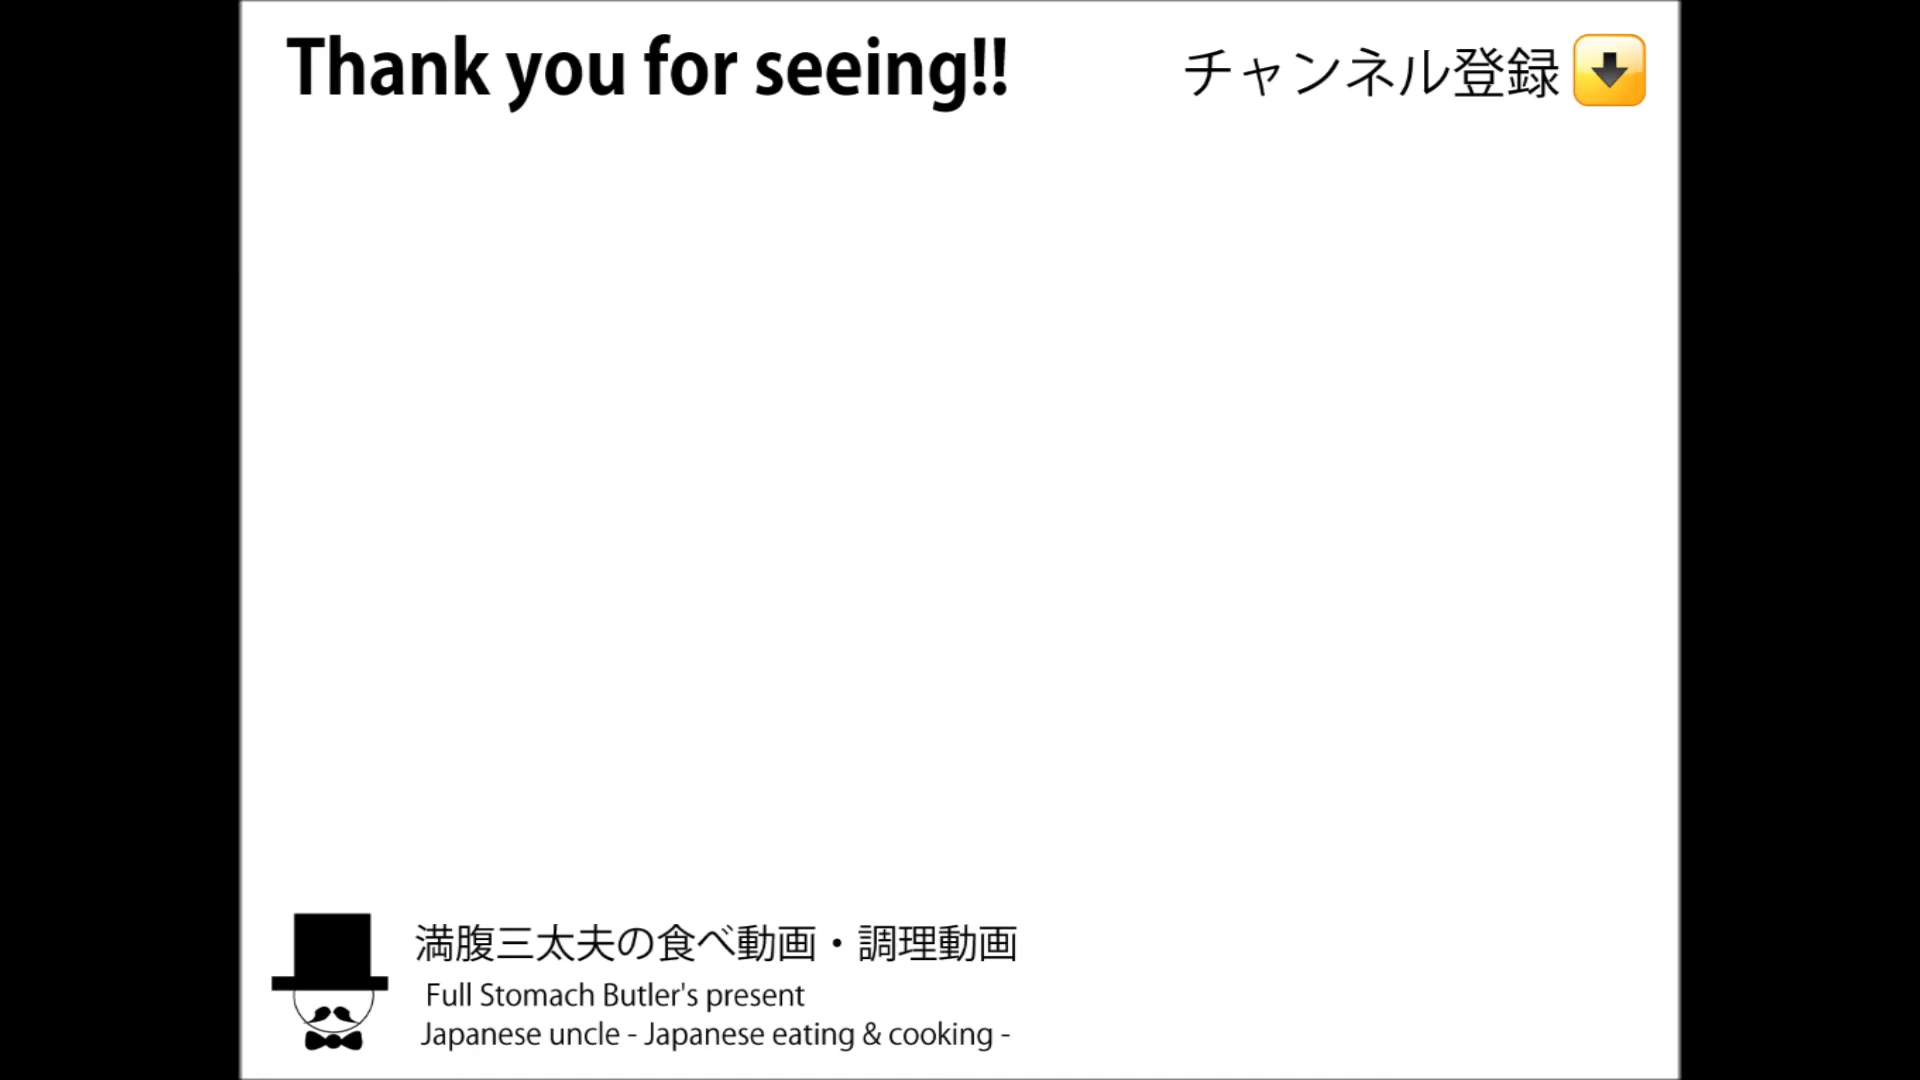 Thank you for seeing!!
チャンネル登録
満腹三太夫の食べ動画・調理動画
Full Stomach Butler's present
Japanese uncle - Japanese eating & cooking -